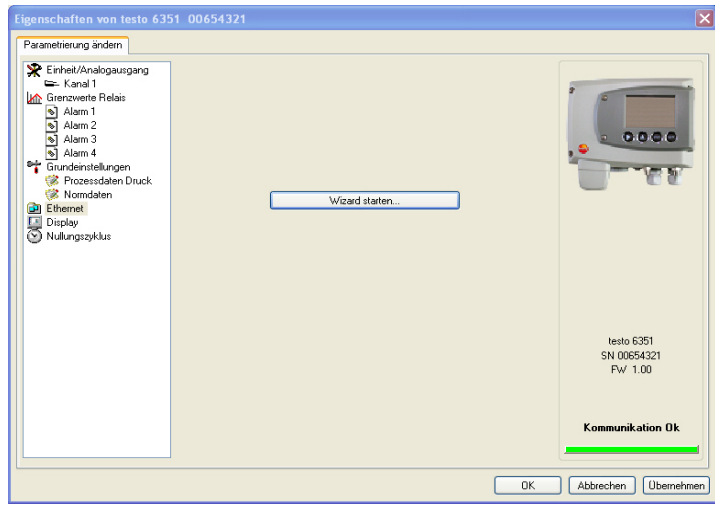 Eigenschaften von testo 6351 00654321
Parametrierung ändern
Einheit/Analogausgang
Kanal 1
Grenzwerte Relais
Alarm 1
Alarm 2
Alarm 3
Alarm 4
Grundeinstellungen
Prozessdaten Druck
Normdaten
Ethernet
Display
Nullungszyklus
Wizard starten...
testo 6351
SN 00654321
FW 1.00
Kommunikation Ok
OK
Abbrechen
Übernehmen